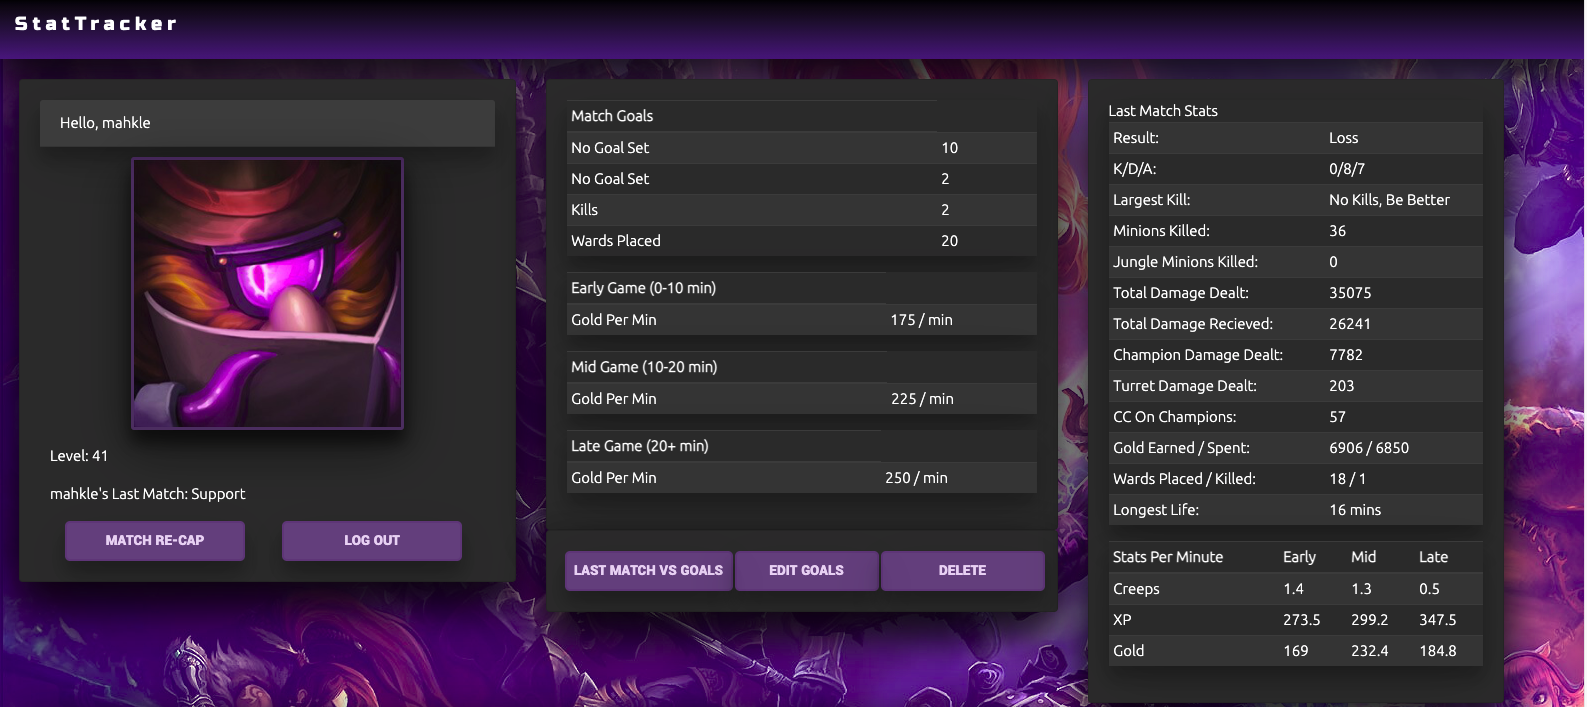 StatTracker
Hello, mahkle
Level: 41
mahkle's Last Match: Support
MATCH RE-CAP LOG OUT
Match Goals
No Goal Set 10
No Goal Set 2
Kills 2
Wards Placed 20
Early Game (0-10 min)
Gold Per Min 175 / min
Mid Game (10-20 min)
Gold Per Min 225 / min
Late Game (20+ min)
Gold Per Min 250 / min
LAST MATCH VS GOALS EDIT GOALS DELETE
Last Match Stats
Result: Loss
K/D/A: 0/8/7
Largest Kill: No Kills, Be Better
Minions Killed: 36
Jungle Minions Killed: 0
Total Damage Dealt: 35075
Total Damage Recieved: 26241
Champion Damage Dealt: 7782
Turret Damage Dealt: 203
CC On Champions: 57
Gold Earned / Spent: 6906 / 6850
Wards Placed / Killed: 18 / 1
Longest Life: 16 mins
Stats Per Minute Early Mid Late
Creeps 1.4 1.3 0.5
XP 273.5 299.2 347.5
Gold 169 232.4 184.8